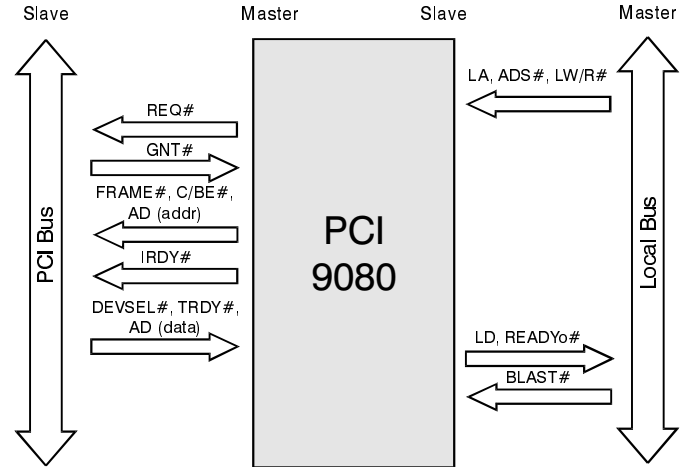 Slave Master Slave Master
LA, ADS#, LW/R#
REQ#
GNT#
FRAME#, C/BE#,
AD (addr)
IRDY#
DEVSEL#, TRDY#,
AD (data)
PCI Bus
PCI
9080
Local Bus
LD, READYo#
BLAST#